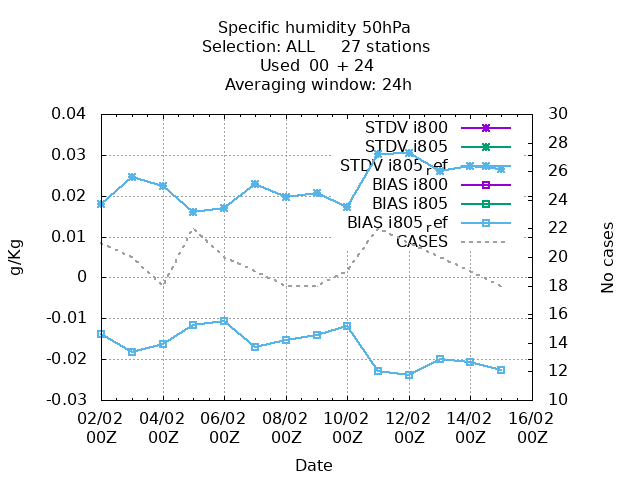 Specific humidity 50hPa
Selection: ALL 27 stations
Used 00 + 24
Averaging window: 24h
0.04
0.03
0.02
0.01
0
-0.01
-0.02
-0.03
g/Kg
30
28
26
24
22
20
18
16
14
12
10
No cases
STDV i800
STDV i805
STDV i805ref
BIAS i800
BIAS i805
BIAS i805ref
CASES
02/02 04/02 06/02 08/02 10/02 12/02 14/02 16/02
00Z 00Z 00Z 00Z 00Z 00Z 00Z 00Z
Date